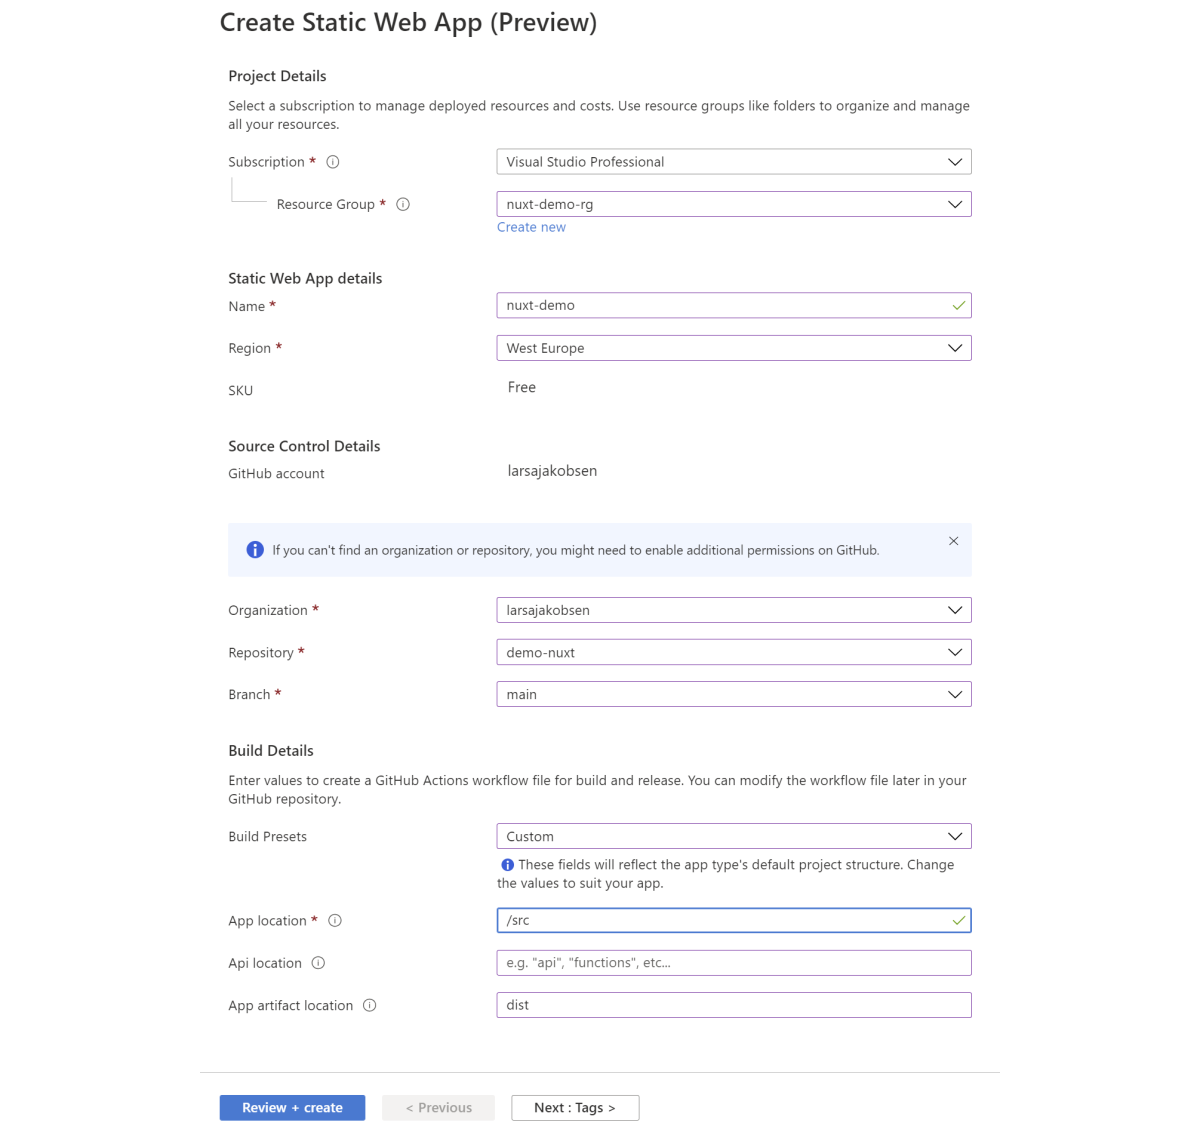 Create Static Web App (Preview)
Project Details
Select a subscription to manage deployed resources and costs. Use resource groups like folders to organize and manage
all your resources.
Subscription *
Visual Studio Professional
Resource Group *
nuxt-demo-rg
Create new
Static Web App details
Name *
nuxt-demo
Region *
West Europe
SKU
Free
Source Control Details
GitHub account
larsajakobsen
If you can't find an organization or repository, you might need to enable additional permissions on GitHub.
Organization *
larsajakobsen
Repository *
demo-nuxt
Branch *
main
Build Details
Enter values to create a GitHub Actions workflow file for build and release. You can modify the workflow file later in your
GitHub repository.
Build Presets
Custom
These fields will reflect the app type's default project structure. Change
the values to suit your app.
App location *
/src
Api location
e.g. "api", "functions", etc...
App artifact location
dist
Review + create
< Previous
Next : Tags >